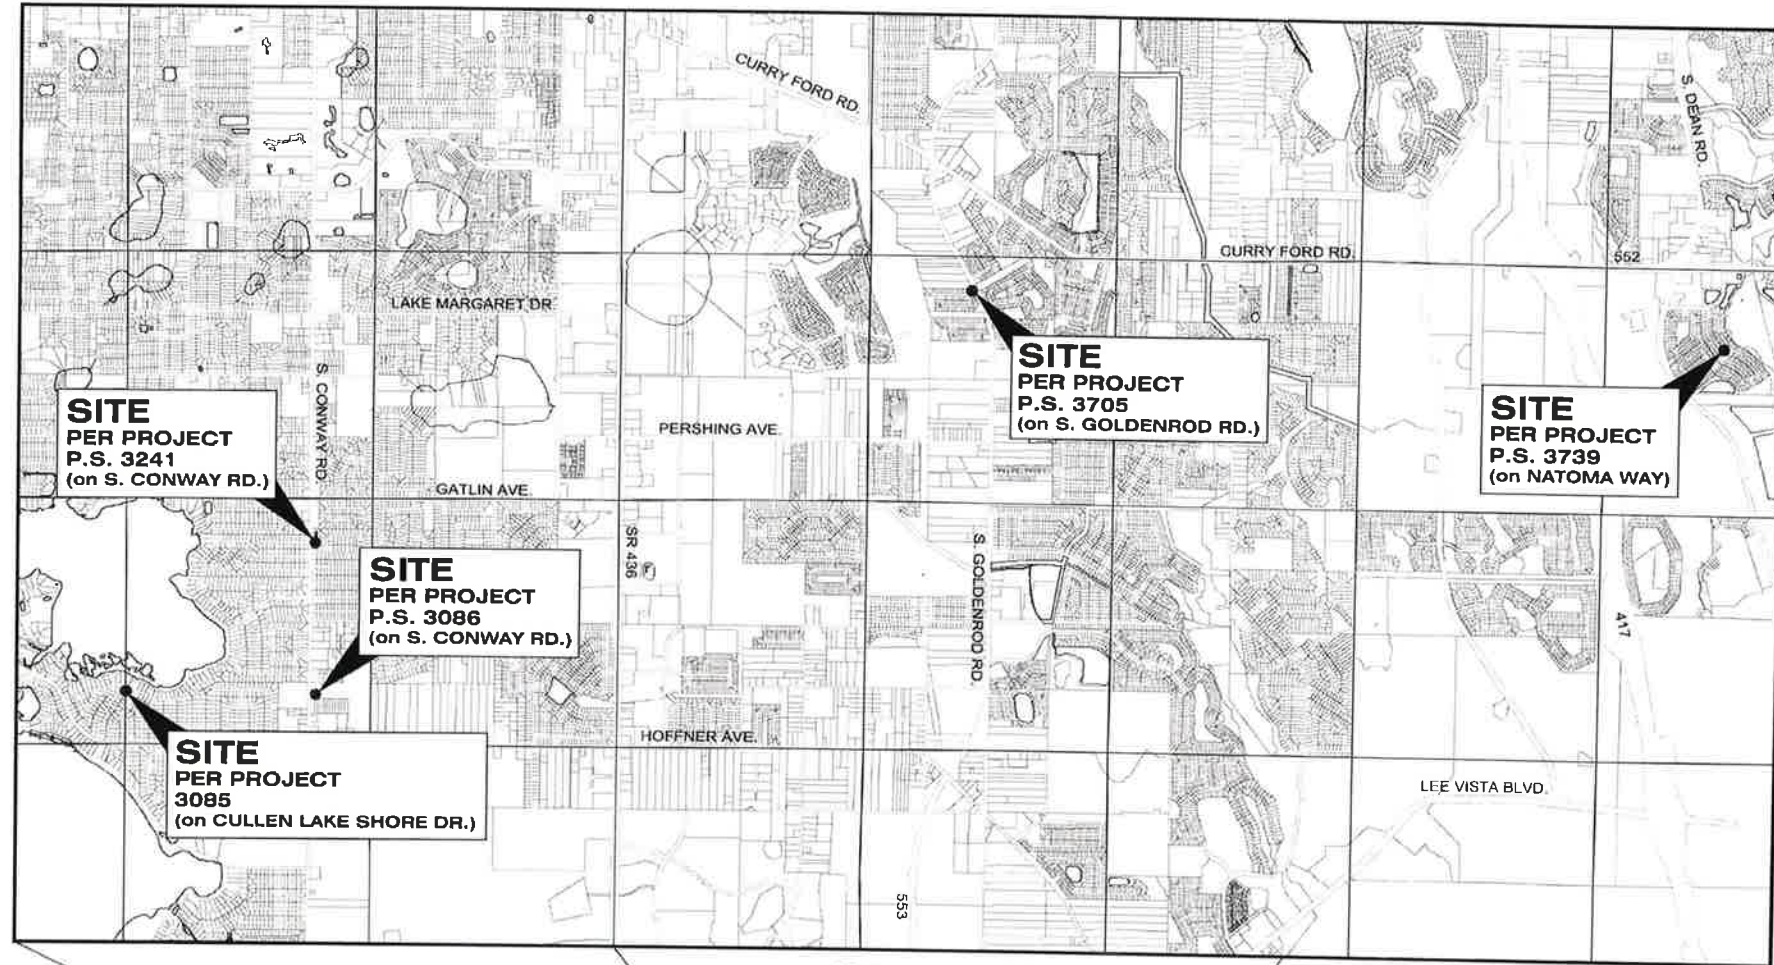 CURRY FORD RD.
S. DEAN RD.
CURRY FORD RD.
552
LAKE MARGARET DR.
S. CONWAY RD.
SITE
PER PROJECT
P.S. 3705
(on S. GOLDENROD RD.)
SITE
PER PROJECT
P.S. 3739
(on NATOMA WAY)
SITE
PER PROJECT
P.S. 3241
(on S. CONWAY RD.)
PERSHING AVE.
GATLIN AVE.
SR 436
S. GOLDENROD RD.
SITE
PER PROJECT
P.S. 3086
(on S. CONWAY RD.)
417
HOFFNER AVE.
SITE
PER PROJECT
3085
(on CULLEN LAKE SHORE DR.)
LEE VISTA BLVD.
553